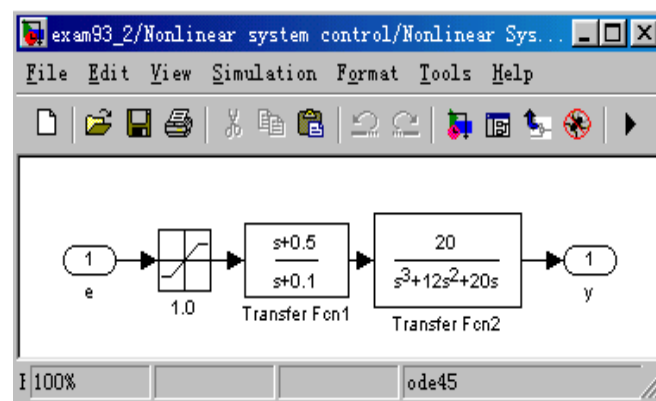 exam93_2/Nonlinear system control/Nonlinear Sys...
File Edit View Simulation Format Tools Help
1
e
1.0
s+0.5
s+0.1
Transfer Fcn1
20
s³+12s²+20s
Transfer Fcn2
1
y
100% ode45